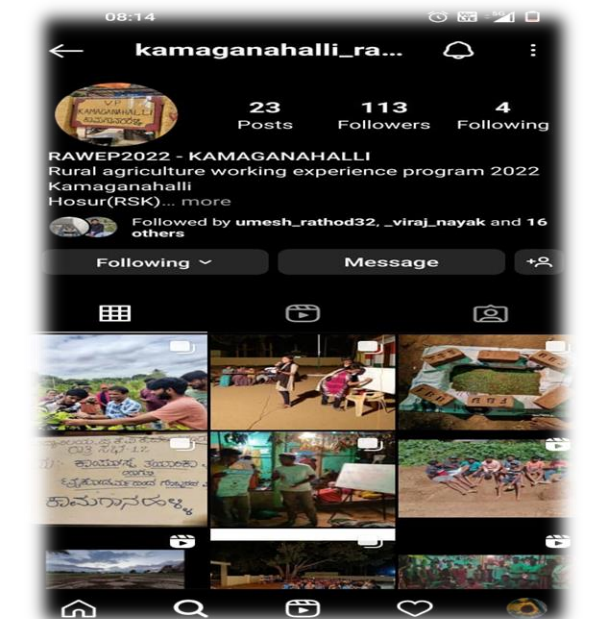 08:14
kamaganahalli_ra...
V.P
KAMAGANAHALLI
23 113 4
Posts Followers Following
RAWEP2022 - KAMAGANAHALLI
Rural agriculture working experience program 2022
Kamaganahalli
Hosur(RSK)... more
Followed by umesh_rathod32, _viraj_nayak and 16
others
Following Message
ಕಾಮಗಾನಹಳ್ಳಿ